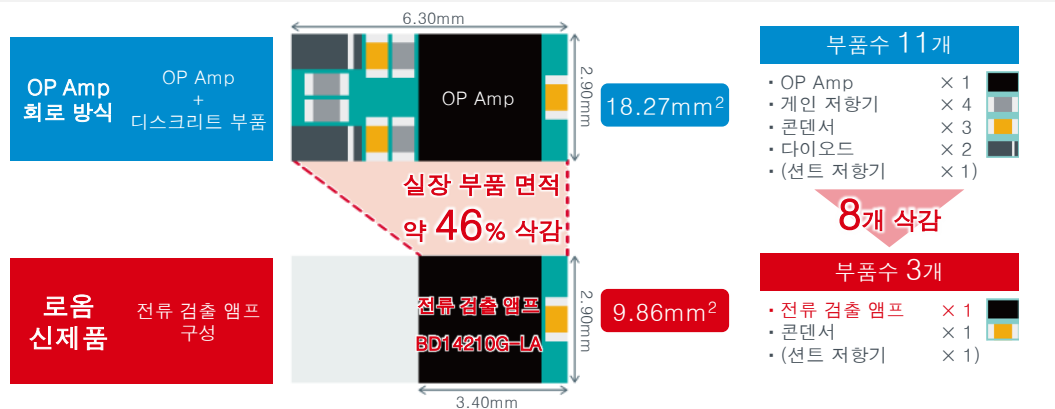 6.30mm
OP Amp
회로 방식
OP Amp
+
디스크리트 부품
OP Amp
2.90mm
18.27mm²
부품수 11개
· OP Amp × 1
· 게인 저항기 × 4
· 콘덴서 × 3
· 다이오드 × 2
· (션트 저항기 × 1)
실장 부품 면적
약 46% 삭감
8개 삭감
로옴
신제품
전류 검출 앰프
구성
전류 검출 앰프
BD14210G-LA
2.90mm
9.86mm²
3.40mm
부품수 3개
· 전류 검출 앰프 × 1
· 콘덴서 × 1
· (션트 저항기 × 1)